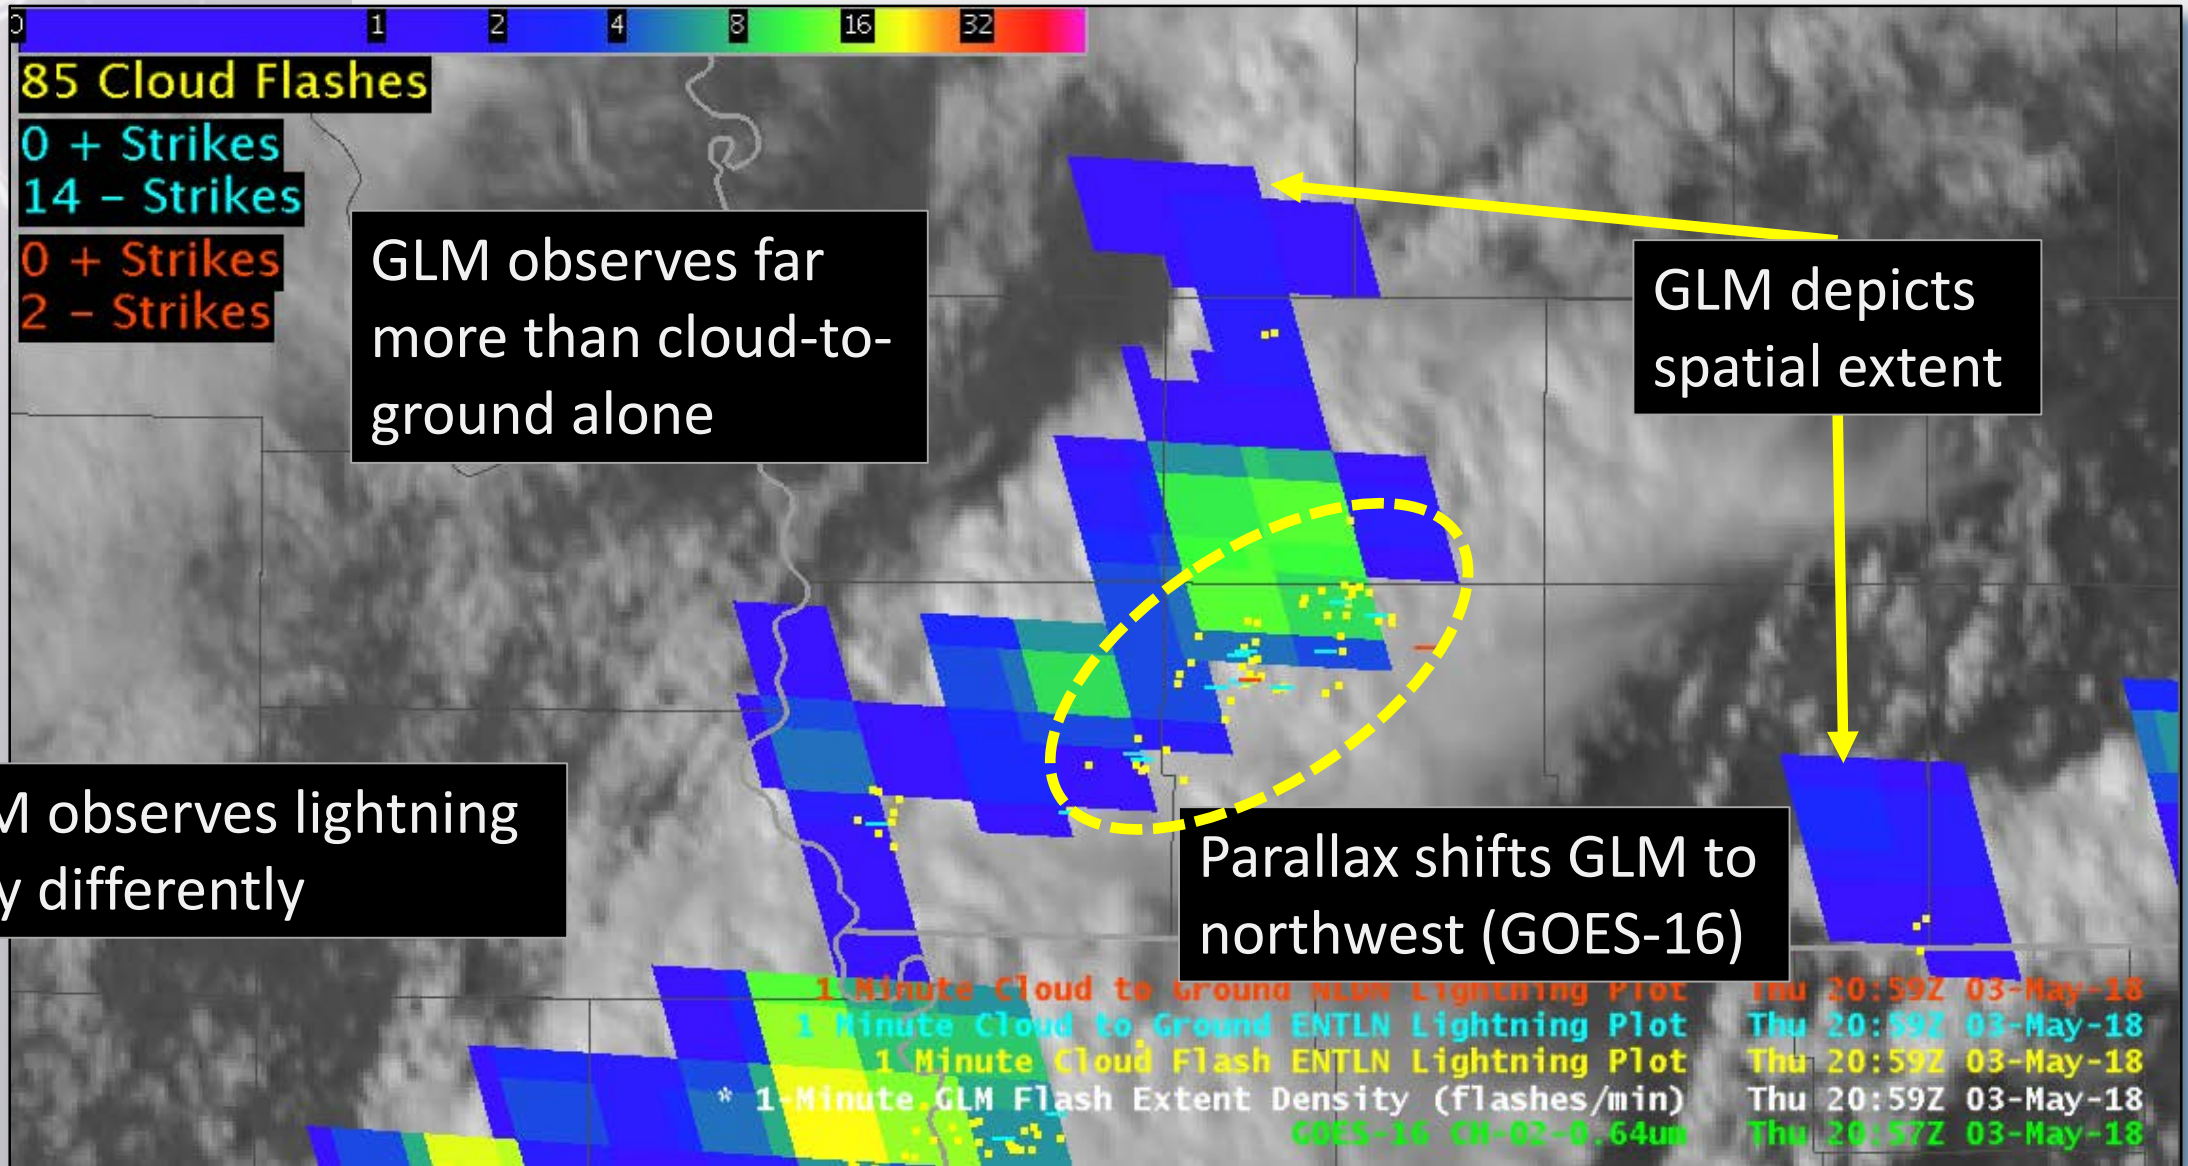 0 1 2 4 8 16 32
85 Cloud Flashes
0 + Strikes
14 - Strikes
0 + Strikes
2 - Strikes
GLM observes far
more than cloud-to-
ground alone
GLM depicts
spatial extent
M observes lightning
y differently
Parallax shifts GLM to
northwest (GOES-16)
1 Minute Cloud to Ground NLDN Lightning Plot Thu 20:59Z 03-May-18
1 Minute Cloud to Ground ENTLN Lightning Plot Thu 20:59Z 03-May-18
1 Minute Cloud Flash ENTLN Lightning Plot Thu 20:59Z 03-May-18
* 1-Minute GLM Flash Extent Density (flashes/min) Thu 20:59Z 03-May-18
GOES-16 CH-02-0.64um Thu 20:57Z 03-May-18